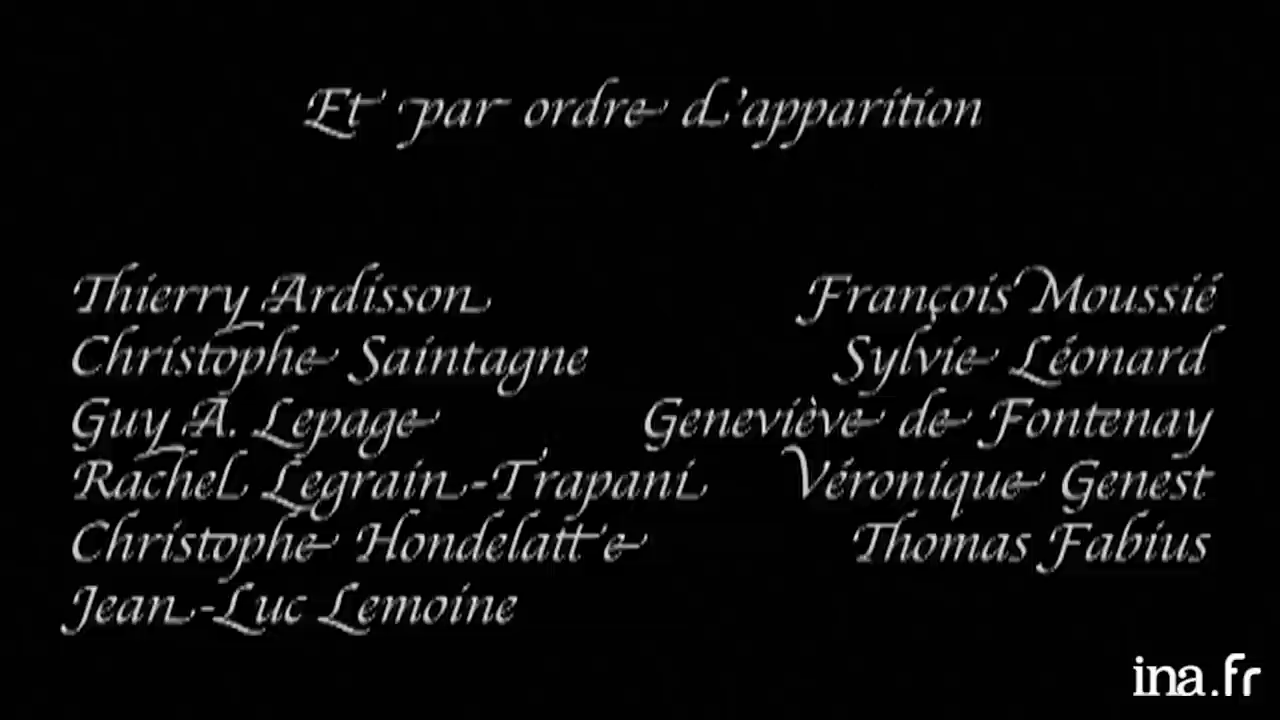 Et par ordre d'apparition
Thierry Ardisson
Christophe Saintagne
Guy A. Lepage
Rachel Legrain-Trapani
Christophe Hondelatte
Jean-Luc Lemoine
François Moussié
Sylvie Léonard
Geneviève de Fontenay
Véronique Genest
Thomas Fabius
ina.fr